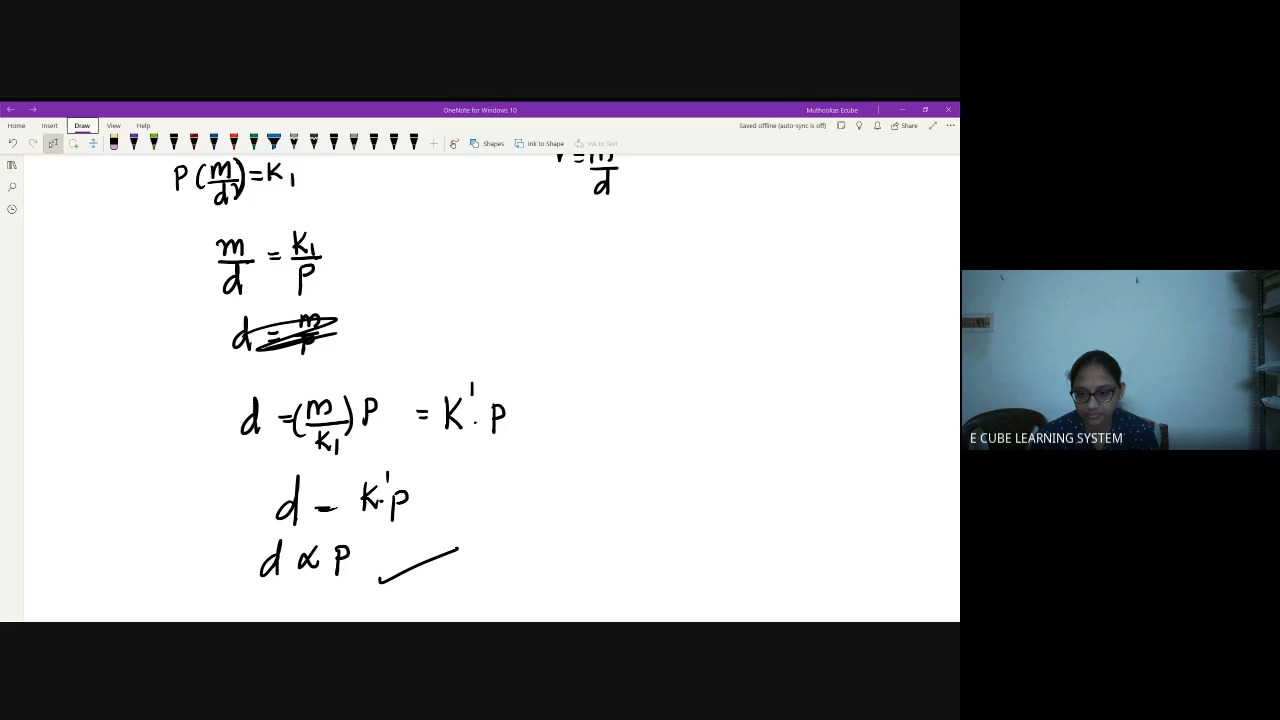 OneNote for Windows 10
Muthookas Ecube
Home Insert Draw View Help
Saved offline (auto-sync is off)
Share
Shapes
Ink to Shape
Ink to Text
P(m/d) = K₁
V = m/d
m/d = K₁/P
d = m/P
d = (m/K₁) P = K'. P
d = K'. P
d ∝ P
E CUBE LEARNING SYSTEM